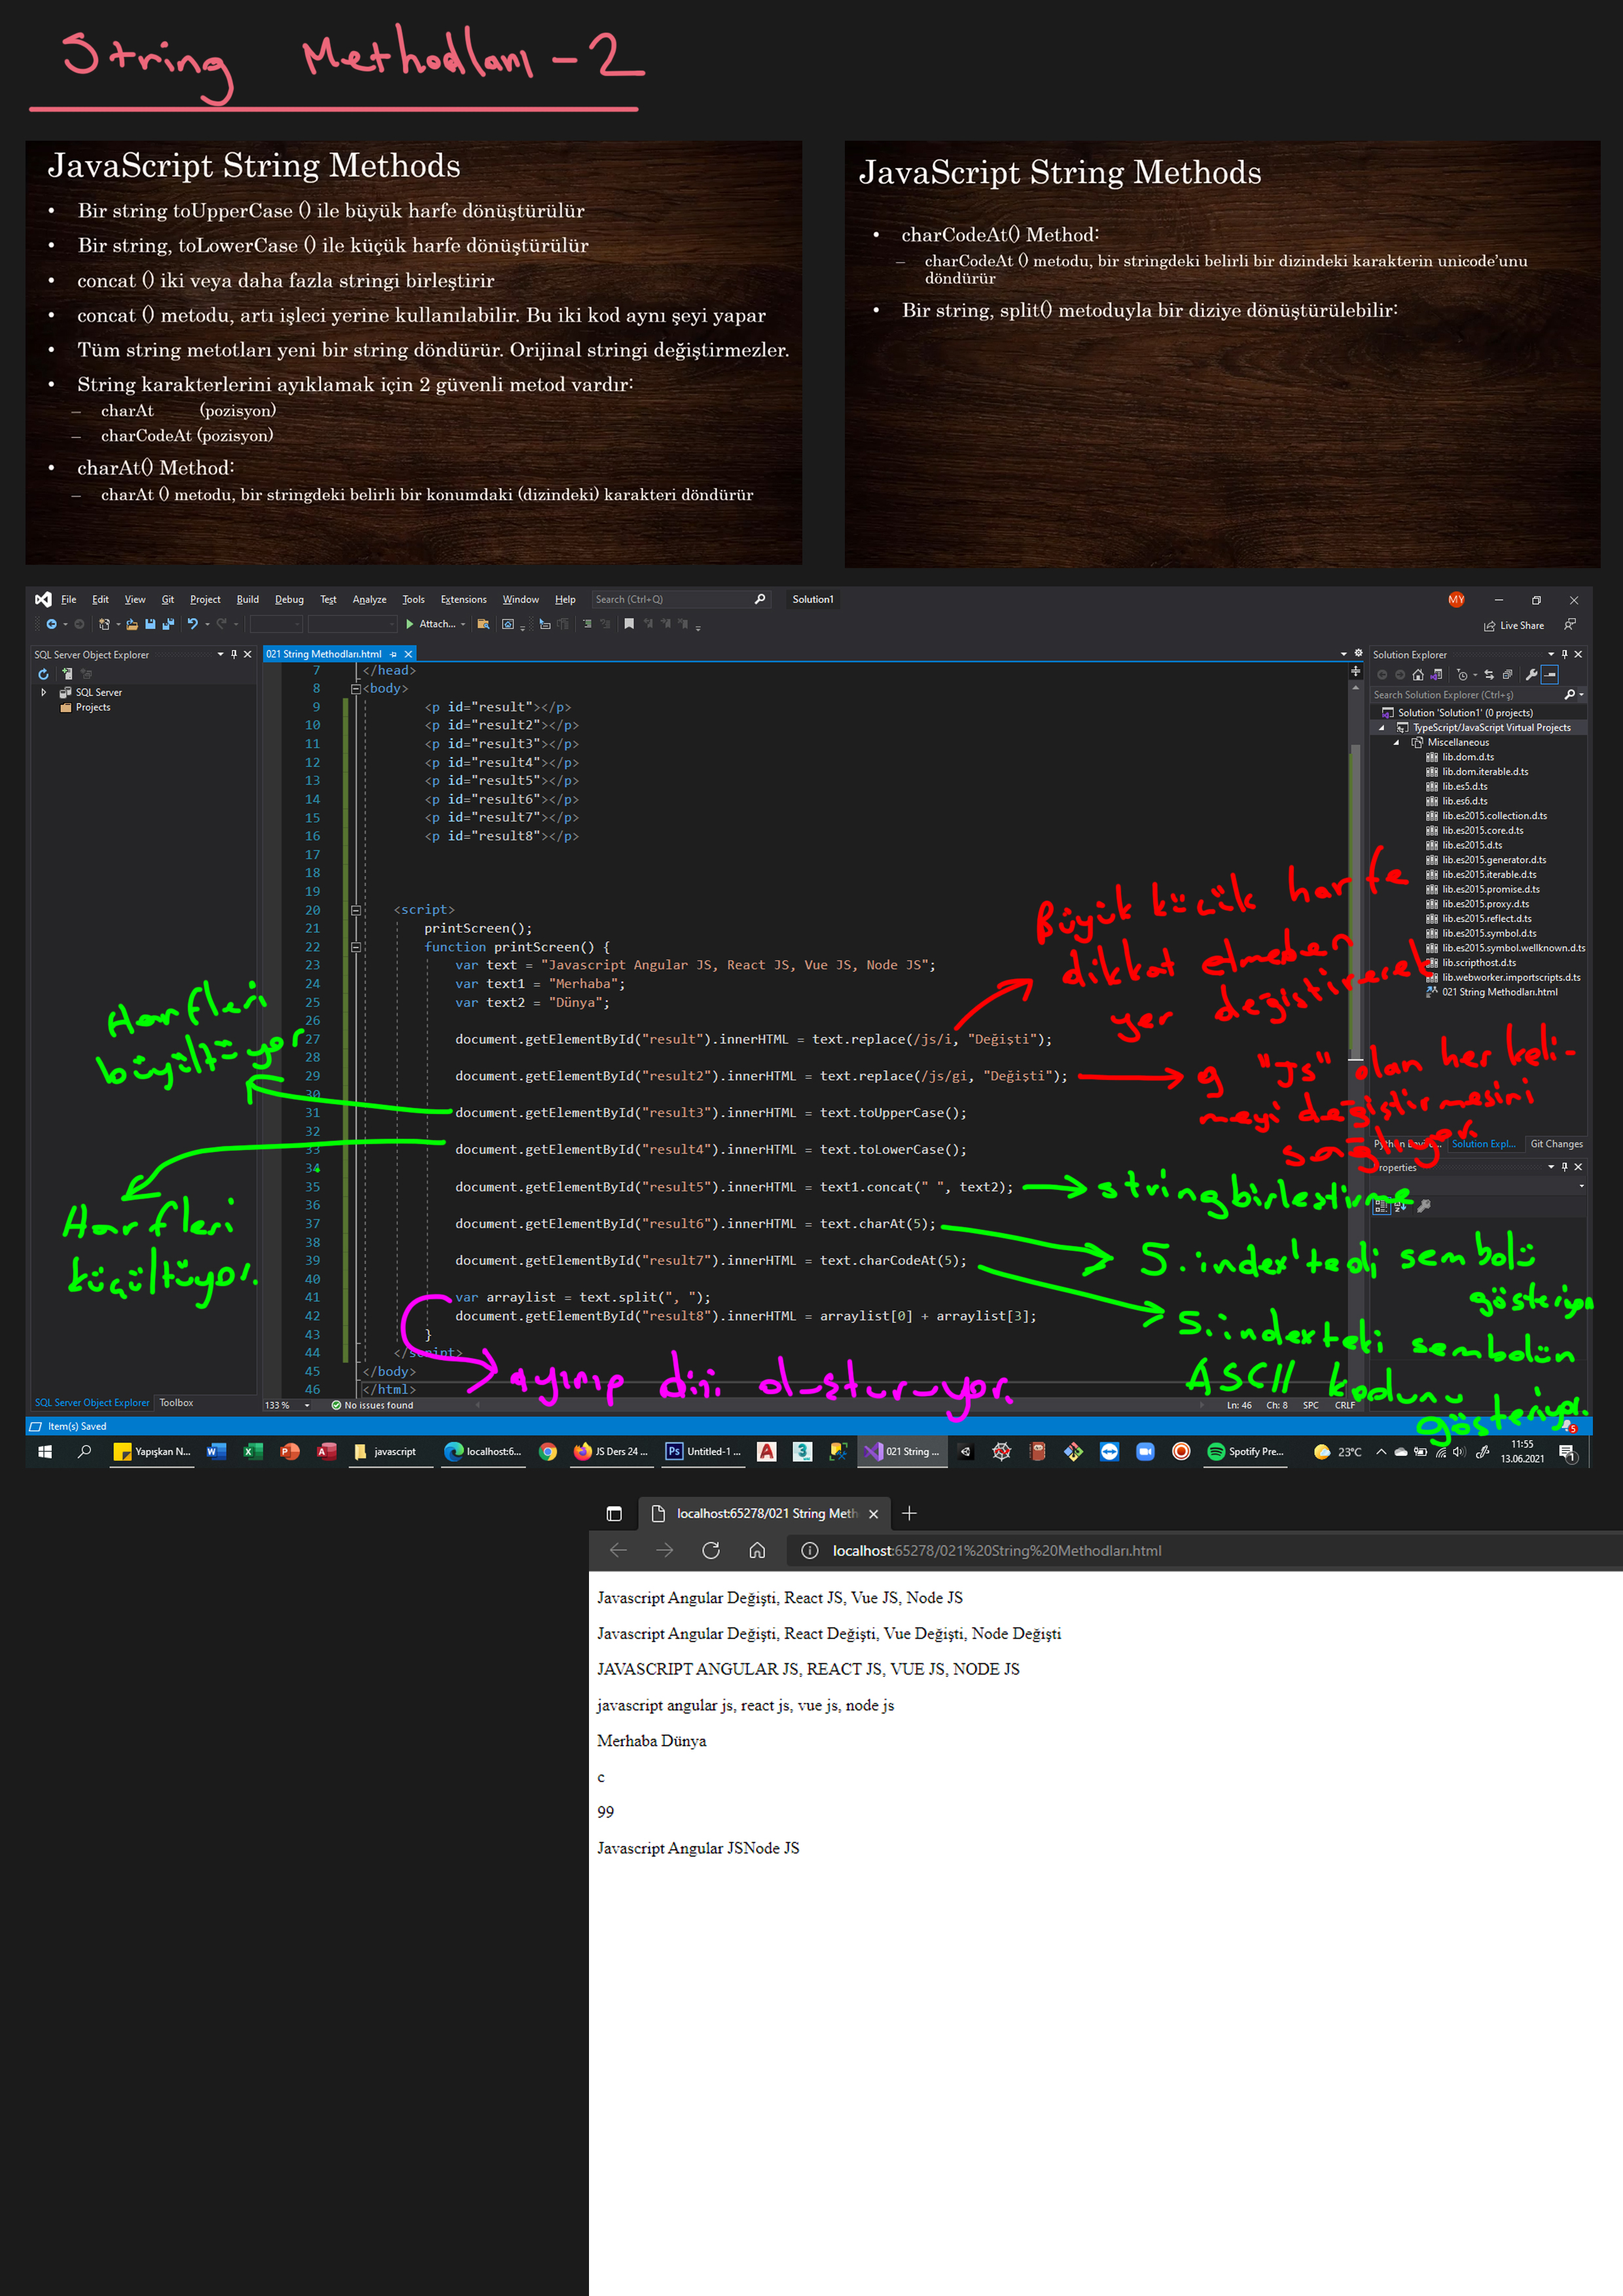 String Methodları - 2
JavaScript String Methods
• Bir string toUpperCase () ile büyük harfe dönüştürülür
• Bir string, toLowerCase () ile küçük harfe dönüştürülür
• concat () iki veya daha fazla stringi birleştirir
• concat () metodu, artı işleci yerine kullanılabilir. Bu iki kod aynı şeyi yapar
• Tüm string metotları yeni bir string döndürür. Orijinal stringi değiştirmezler.
• String karakterlerini ayıklamak için 2 güvenli metod vardır:
– charAt (pozisyon)
– charCodeAt (pozisyon)
• charAt() Method:
– charAt () metodu, bir stringdeki belirli bir konumdaki (dizindeki) karakteri döndürür
JavaScript String Methods
• charCodeAt() Method:
– charCodeAt () metodu, bir stringdeki belirli bir dizindeki karakterin unicode'unu
döndürür
• Bir string, split() metoduyla bir diziye dönüştürülebilir:
File Edit View Git Project Build Debug Test Analyze Tools Extensions Window Help Search (Ctrl+Q) Solution1 MY
Attach... Live Share
SQL Server Object Explorer
SQL Server
Projects
021 String Methodları.html
7 </head>
8 <body>
9 <p id="result"></p>
10 <p id="result2"></p>
11 <p id="result3"></p>
12 <p id="result4"></p>
13 <p id="result5"></p>
14 <p id="result6"></p>
15 <p id="result7"></p>
16 <p id="result8"></p>
17
18
19
20 <script>
21 printScreen();
22 function printScreen() {
23 var text = "Javascript Angular JS, React JS, Vue JS, Node JS";
24 var text1 = "Merhaba";
25 var text2 = "Dünya";
26
27 document.getElementById("result").innerHTML = text.replace(/js/i, "Değişti");
28
29 document.getElementById("result2").innerHTML = text.replace(/js/gi, "Değişti");
30
31 document.getElementById("result3").innerHTML = text.toUpperCase();
32
33 document.getElementById("result4").innerHTML = text.toLowerCase();
34
35 document.getElementById("result5").innerHTML = text1.concat(" ", text2);
36
37 document.getElementById("result6").innerHTML = text.charAt(5);
38
39 document.getElementById("result7").innerHTML = text.charCodeAt(5);
40
41 var arraylist = text.split(", ");
42 document.getElementById("result8").innerHTML = arraylist[0] + arraylist[3];
43 }
44 </script>
45 </body>
46 </html>
Büyük küçük harfe
dikkat etmeden
yer değiştirecek
g "JS" olan her keli-
meyi değiştirmesini
sağlıyor.
Harfleri
büyültüyor
Harfleri
küçültüyor.
string birleştirme
5. index'tedi sembolü
gösteriyor
5. indexteki sembolün
ASCII kodunu
gösteriyor.
ayırıp dizi oluşturuyor.
Solution Explorer
Search Solution Explorer (Ctrl+ş)
Solution 'Solution1' (0 projects)
TypeScript/JavaScript Virtual Projects
Miscellaneous
lib.dom.d.ts
lib.dom.iterable.d.ts
lib.es5.d.ts
lib.es6.d.ts
lib.es2015.collection.d.ts
lib.es2015.core.d.ts
lib.es2015.d.ts
lib.es2015.generator.d.ts
lib.es2015.iterable.d.ts
lib.es2015.promise.d.ts
lib.es2015.proxy.d.ts
lib.es2015.reflect.d.ts
lib.es2015.symbol.d.ts
lib.es2015.symbol.wellknown.d.ts
lib.scripthost.d.ts
lib.webworker.importscripts.d.ts
021 String Methodları.html
Solution Expl... Git Changes
Properties
SQL Server Object Explorer Toolbox
133 % No issues found Ln: 46 Ch: 8 SPC CRLF
Item(s) Saved 5
Yapışkan N... javascript localhost:6... JS Ders 24 ... Untitled-1 ... 021 String ... Spotify Pre... 23°C 11:55
13.06.2021
localhost:65278/021 String Meth
localhost:65278/021%20String%20Methodları.html
Javascript Angular Değişti, React JS, Vue JS, Node JS
Javascript Angular Değişti, React Değişti, Vue Değişti, Node Değişti
JAVASCRIPT ANGULAR JS, REACT JS, VUE JS, NODE JS
javascript angular js, react js, vue js, node js
Merhaba Dünya
c
99
Javascript Angular JSNode JS